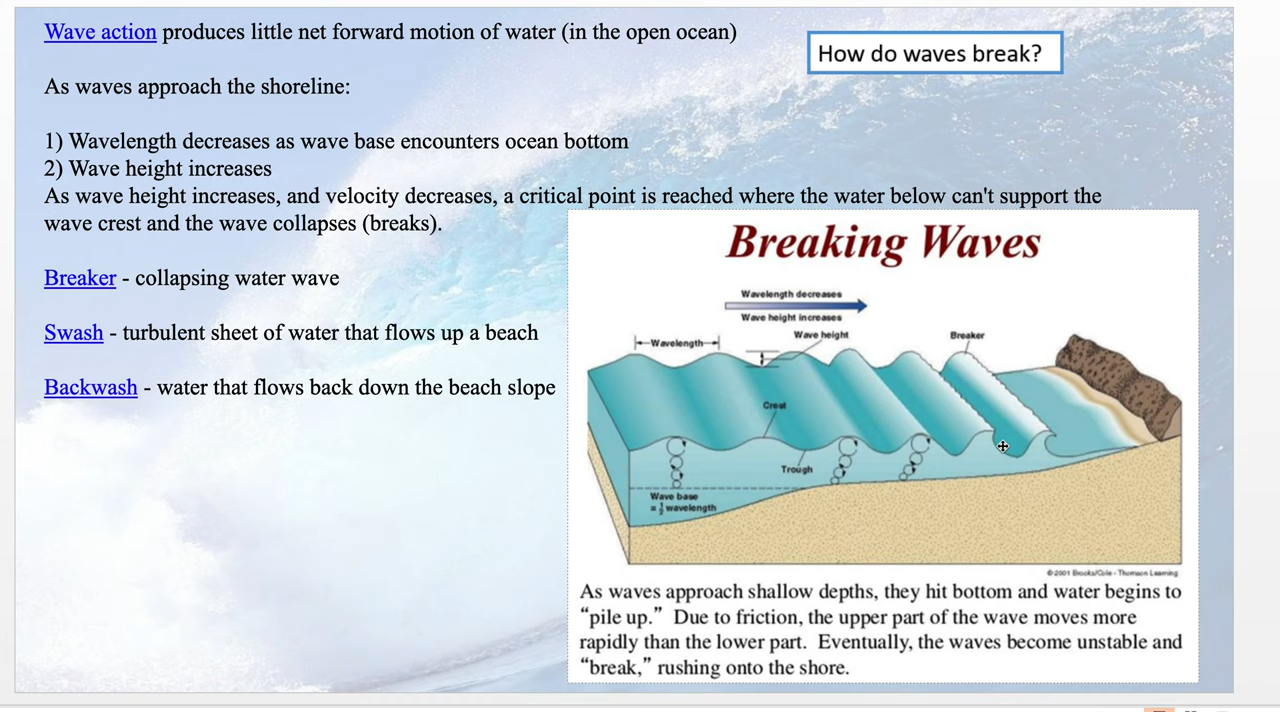 Wave action produces little net forward motion of water (in the open ocean)
How do waves break?
As waves approach the shoreline:
1) Wavelength decreases as wave base encounters ocean bottom
2) Wave height increases
As wave height increases, and velocity decreases, a critical point is reached where the water below can't support the
wave crest and the wave collapses (breaks).
Breaker - collapsing water wave
Swash - turbulent sheet of water that flows up a beach
Backwash - water that flows back down the beach slope
Breaking Waves
Wavelength decreases
Wave height increases
Wavelength
Wave height
Breaker
Crest
Trough
Wave base
= ½ wavelength
©2001 Brooks/Cole - Thomson Learning
As waves approach shallow depths, they hit bottom and water begins to
“pile up.” Due to friction, the upper part of the wave moves more
rapidly than the lower part. Eventually, the waves become unstable and
“break,” rushing onto the shore.